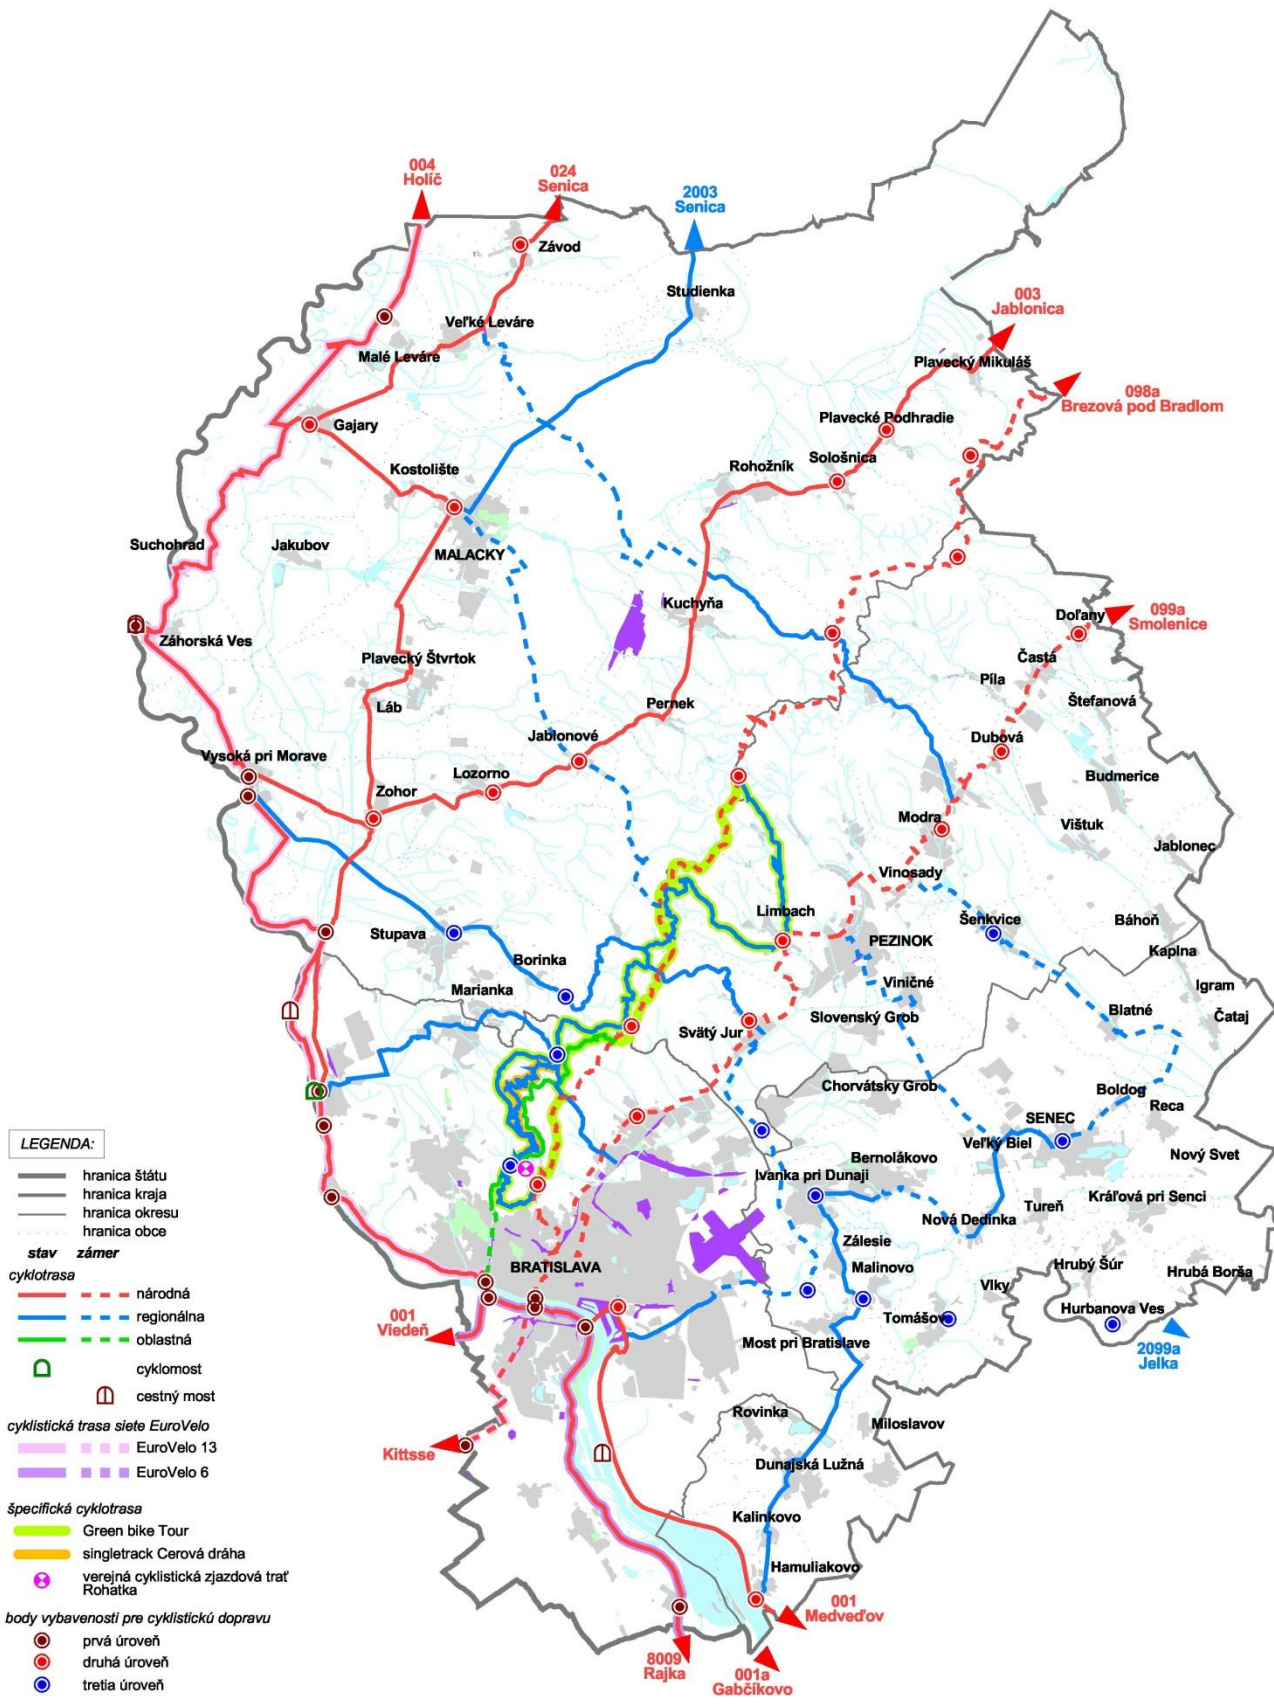 004
Holíč
024
Senica
2003
Senica
Závod
Studienka
003
Jablonica
Veľké Leváre
Malé Leváre
Plavecký Mikuláš
098a
Brezová pod Bradlom
Plavecké Podhradie
Gajary
Kostolište
Rohožník
Sološnica
Suchohrad
Jakubov
MALACKY
Kuchyňa
Doľany
099a
Smolenice
Záhorská Ves
Plavecký Štvrtok
Častá
Píla
Štefanová
Láb
Pernek
Jablonové
Dubová
Vysoká pri Morave
Lozorno
Zohor
Budmerice
Modra
Vištuk
Jablonec
Vinosady
Limbach
Šenkvice
Báhoň
Stupava
PEZINOK
Kaplna
Borinka
Marianka
Viničné
Igram
Blatné
Čataj
Svätý Jur
Slovenský Grob
Chorvátsky Grob
Boldog
Reca
SENEC
Veľký Biel
Bernolákovo
Nový Svet
Ivanka pri Dunaji
Kráľová pri Senci
Tureň
Nová Dedinka
Zálesie
BRATISLAVA
Malinovo
Hrubý Šúr
Hrubá Borša
Vlky
Tomášov
Hurbanova Ves
001
Viedeň
Most pri Bratislave
2099a
Jelka
Rovinka
Miloslavov
Kittsse
Dunajská Lužná
Kalinkovo
Hamuliakovo
001
Medveďov
8009
Rajka
001a
Gabčíkovo
LEGENDA:
hranica štátu
hranica kraja
hranica okresu
hranica obce
stav zámer
cyklotrasa
národná
regionálna
oblastná
cyklomost
cestný most
cyklistická trasa siete EuroVelo
EuroVelo 13
EuroVelo 6
špecifická cyklotrasa
Green bike Tour
singletrack Cerová dráha
verejná cyklistická zjazdová trať
Rohatka
body vybavenosti pre cyklistickú dopravu
prvá úroveň
druhá úroveň
tretia úroveň